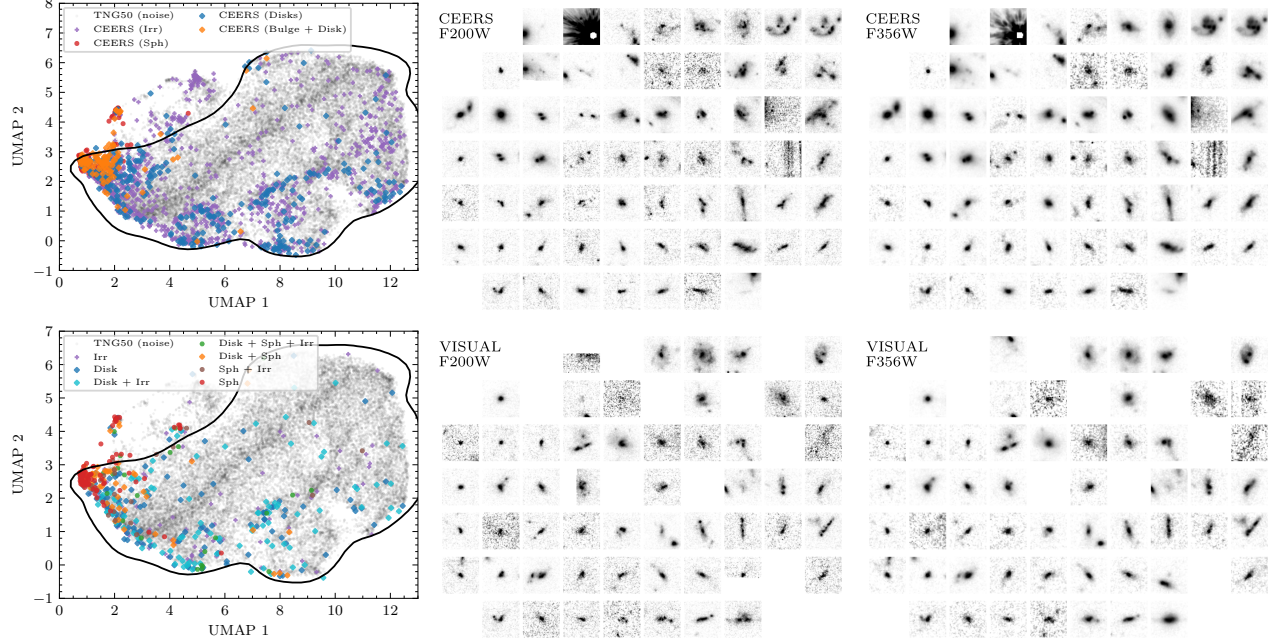 8
7
6
5
4
3
2
1
0
−1
UMAP 2
TNG50 (noise)
CEERS (Irr)
CEERS (Sph)
CEERS (Disks)
CEERS (Bulge + Disk)
0 2 4 6 8 10 12
UMAP 1
CEERS
F200W
CEERS
F356W
7
6
5
4
3
2
1
0
−1
UMAP 2
TNG50 (noise)
Irr
Disk
Disk + Irr
Disk + Sph + Irr
Disk + Sph
Sph + Irr
Sph
0 2 4 6 8 10 12
UMAP 1
VISUAL
F200W
VISUAL
F356W